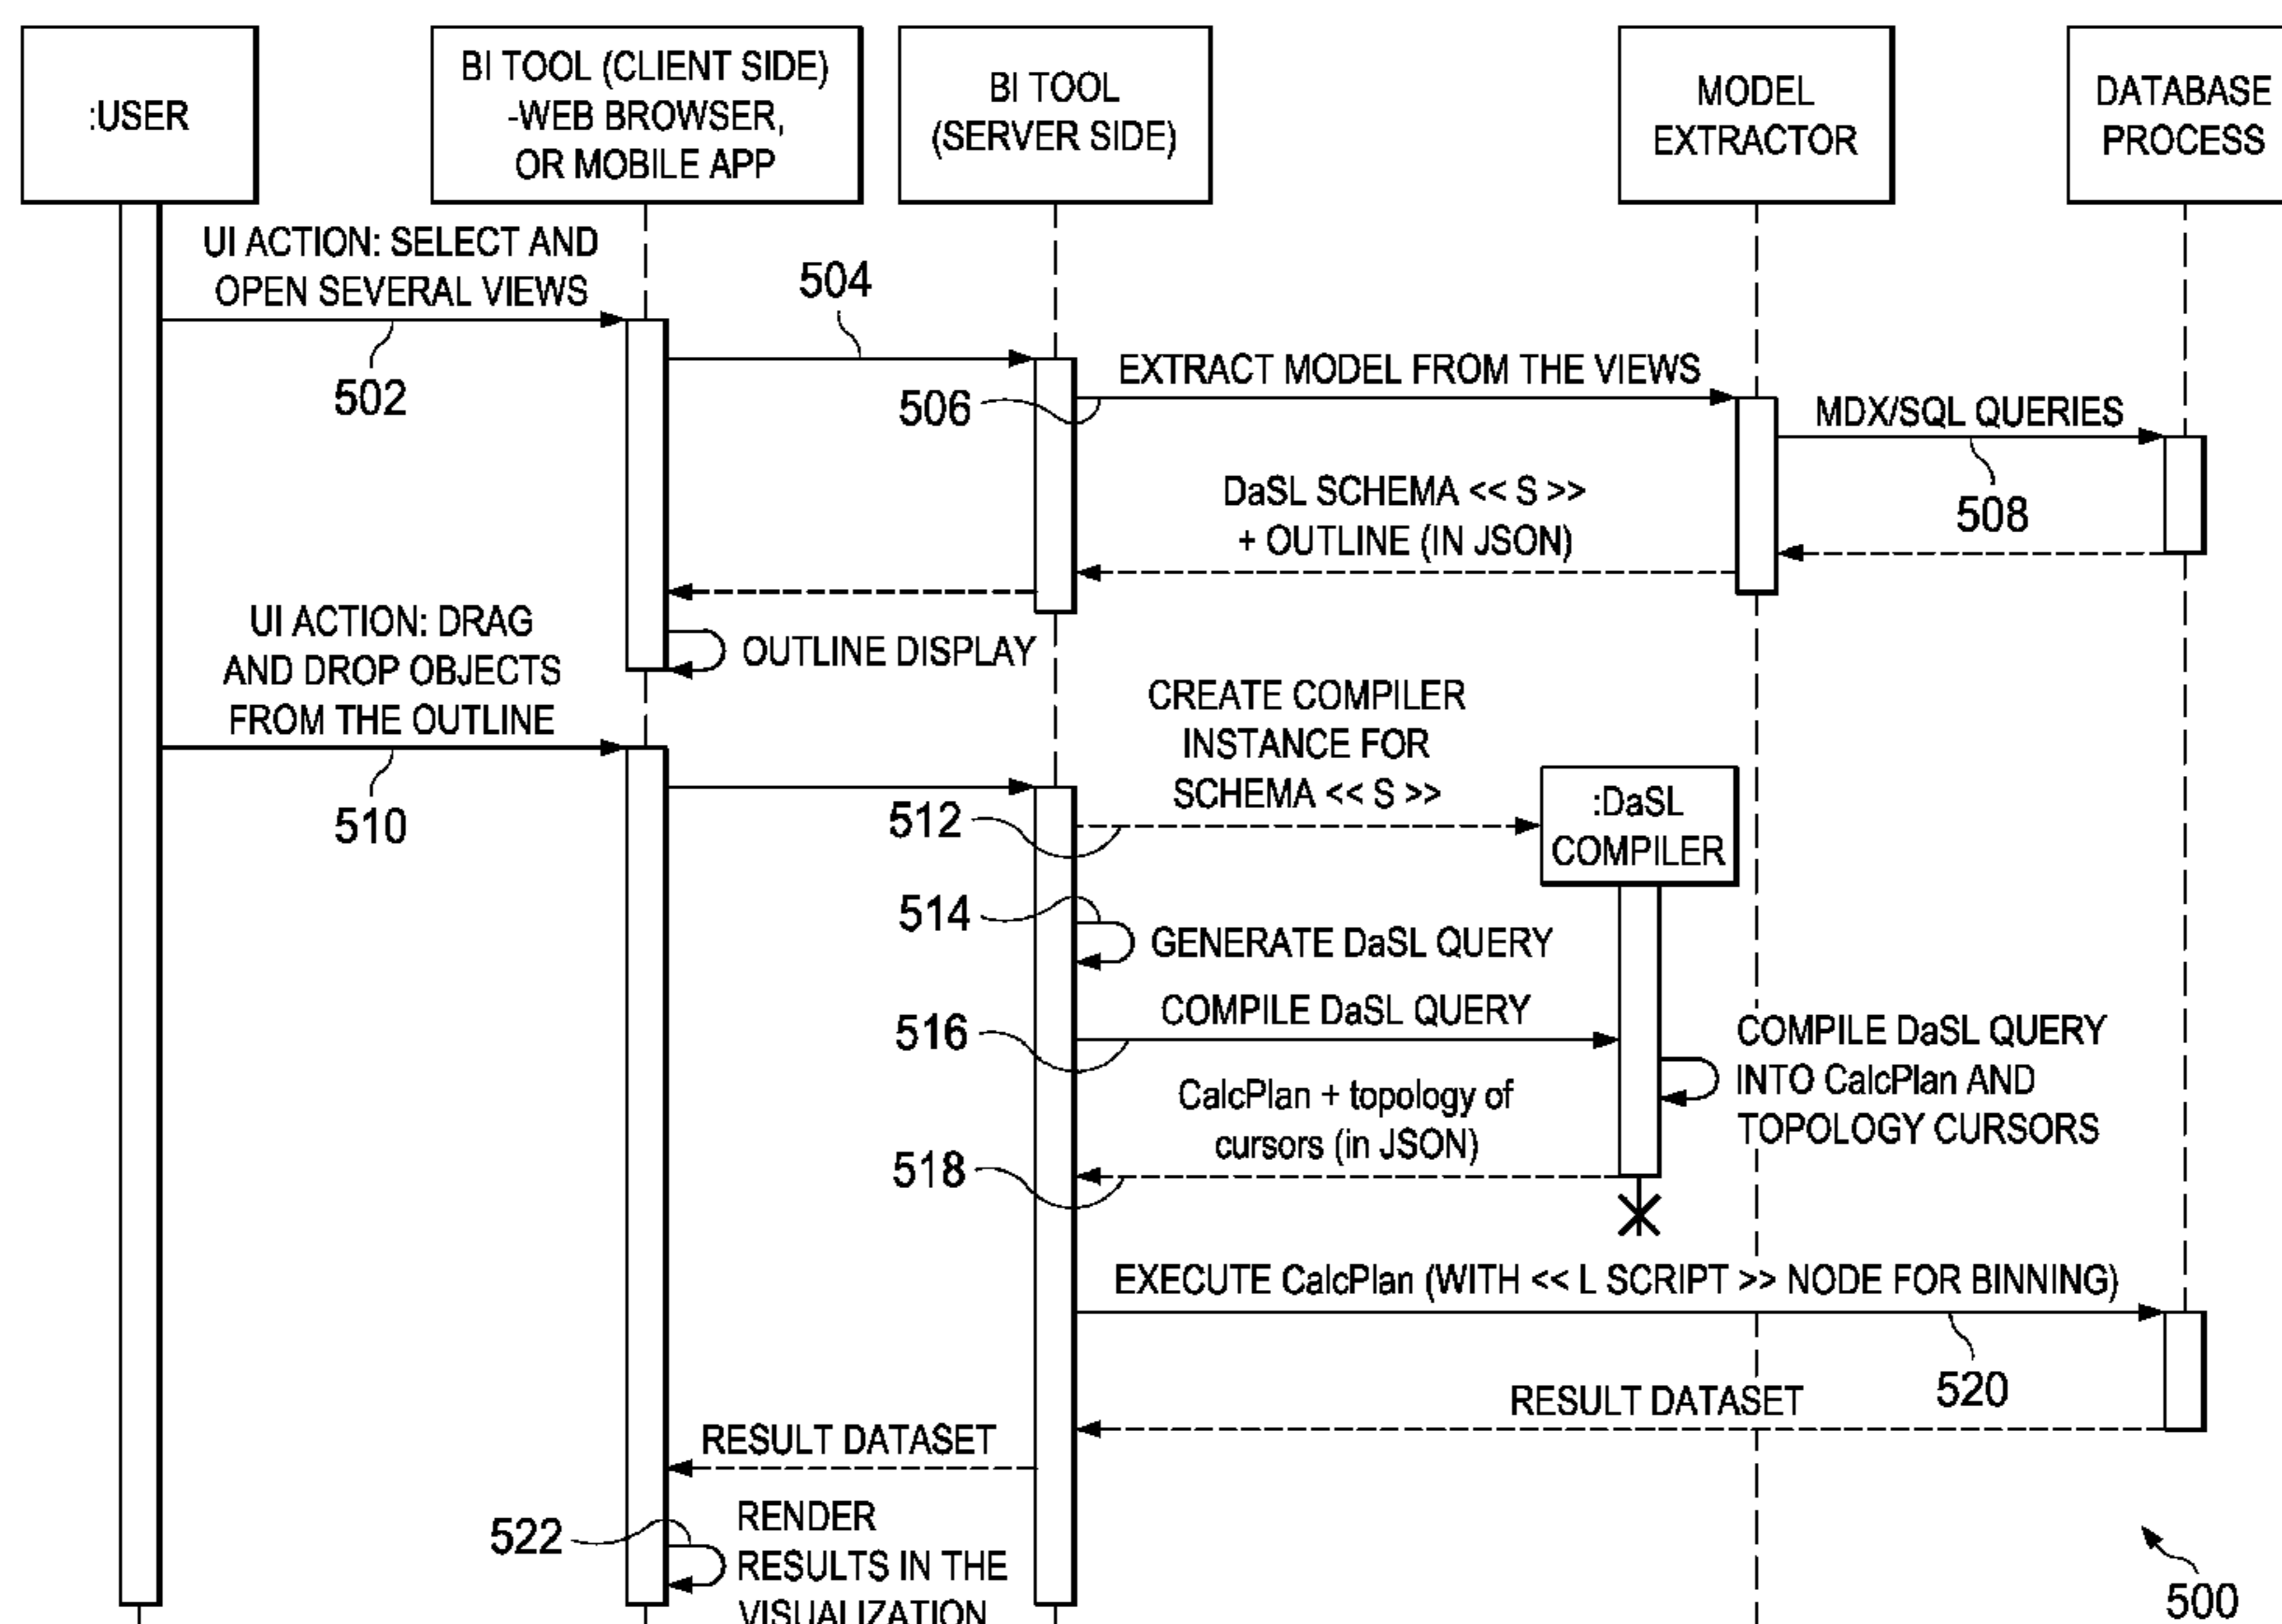 :USER
BI TOOL (CLIENT SIDE)
-WEB BROWSER,
OR MOBILE APP
BI TOOL
(SERVER SIDE)
MODEL
EXTRACTOR
DATABASE
PROCESS
UI ACTION: SELECT AND
OPEN SEVERAL VIEWS
502
504
EXTRACT MODEL FROM THE VIEWS
506
MDX/SQL QUERIES
508
DaSL SCHEMA << S >>
+ OUTLINE (IN JSON)
OUTLINE DISPLAY
UI ACTION: DRAG
AND DROP OBJECTS
FROM THE OUTLINE
510
CREATE COMPILER
INSTANCE FOR
SCHEMA << S >>
512
:DaSL
COMPILER
514
GENERATE DaSL QUERY
COMPILE DaSL QUERY
516
COMPILE DaSL QUERY
INTO CalcPlan AND
TOPOLOGY CURSORS
CalcPlan + topology of
cursors (in JSON)
518
EXECUTE CalcPlan (WITH << L SCRIPT >> NODE FOR BINNING)
520
RESULT DATASET
RESULT DATASET
522
RENDER
RESULTS IN THE
VISUALIZATION
500